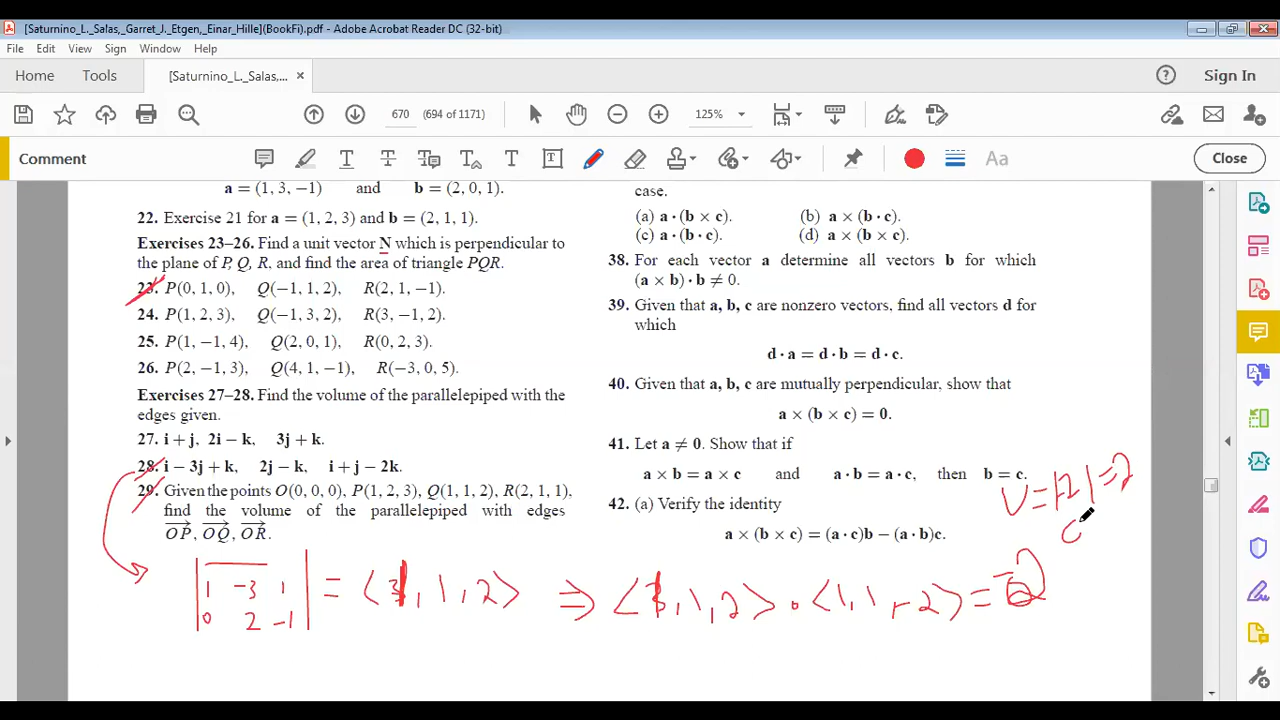 [Saturnino_L._Salas,_Garret_J._Etgen,_Einar_Hille](BookFi).pdf - Adobe Acrobat Reader DC (32-bit)
File Edit View Sign Window Help
Home Tools [Saturnino_L._Salas,... × Sign In
670 (694 of 1171) 125%
Comment Aa Close
a = (1, 3, −1) and b = (2, 0, 1).
22. Exercise 21 for a = (1, 2, 3) and b = (2, 1, 1).
Exercises 23–26. Find a unit vector N which is perpendicular to
the plane of P, Q, R, and find the area of triangle PQR.
23. P(0, 1, 0), Q(−1, 1, 2), R(2, 1, −1).
24. P(1, 2, 3), Q(−1, 3, 2), R(3, −1, 2).
25. P(1, −1, 4), Q(2, 0, 1), R(0, 2, 3).
26. P(2, −1, 3), Q(4, 1, −1), R(−3, 0, 5).
Exercises 27–28. Find the volume of the parallelepiped with the
edges given.
27. i + j, 2i − k, 3j + k.
28. i − 3j + k, 2j − k, i + j − 2k.
29. Given the points O(0, 0, 0), P(1, 2, 3), Q(1, 1, 2), R(2, 1, 1),
find the volume of the parallelepiped with edges
OP, OQ, OR.
case.
(a) a · (b × c). (b) a × (b · c).
(c) a · (b · c). (d) a × (b × c).
38. For each vector a determine all vectors b for which
(a × b) · b ≠ 0.
39. Given that a, b, c are nonzero vectors, find all vectors d for
which
d · a = d · b = d · c.
40. Given that a, b, c are mutually perpendicular, show that
a × (b × c) = 0.
41. Let a ≠ 0. Show that if
a × b = a × c and a · b = a · c, then b = c.
42. (a) Verify the identity
a × (b × c) = (a · c)b − (a · b)c.
V = |-2| = 2
1 -3 1
0 2 -1
= < , 1, 2> ⇒ < , 1, 2> · <1, 1, -2> = -2